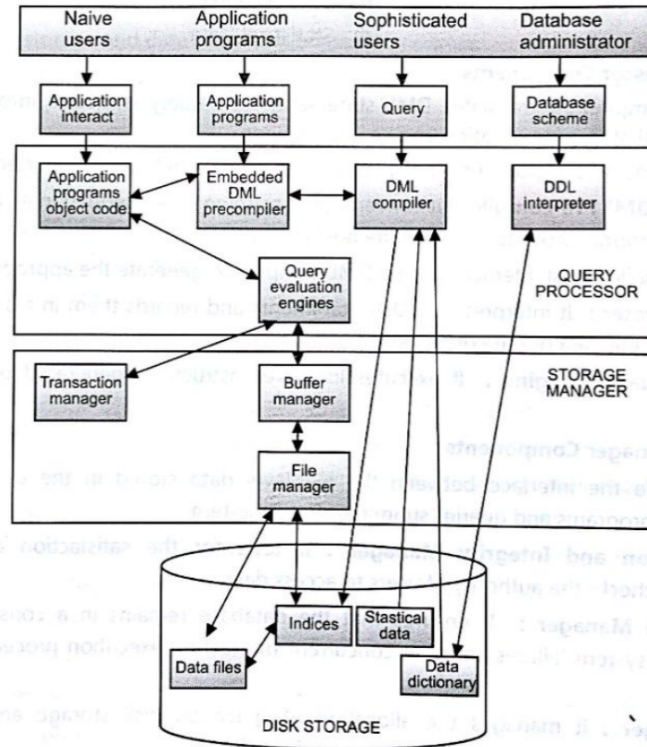 Naive users
Application programs
Sophisticated users
Database administrator
Application interact
Application programs
Query
Database scheme
Application programs object code
Embedded DML precompiler
DML compiler
DDL interpreter
Query evaluation engines
QUERY PROCESSOR
Transaction manager
Buffer manager
STORAGE MANAGER
File manager
Indices
Stastical data
Data files
Data dictionary
DISK STORAGE